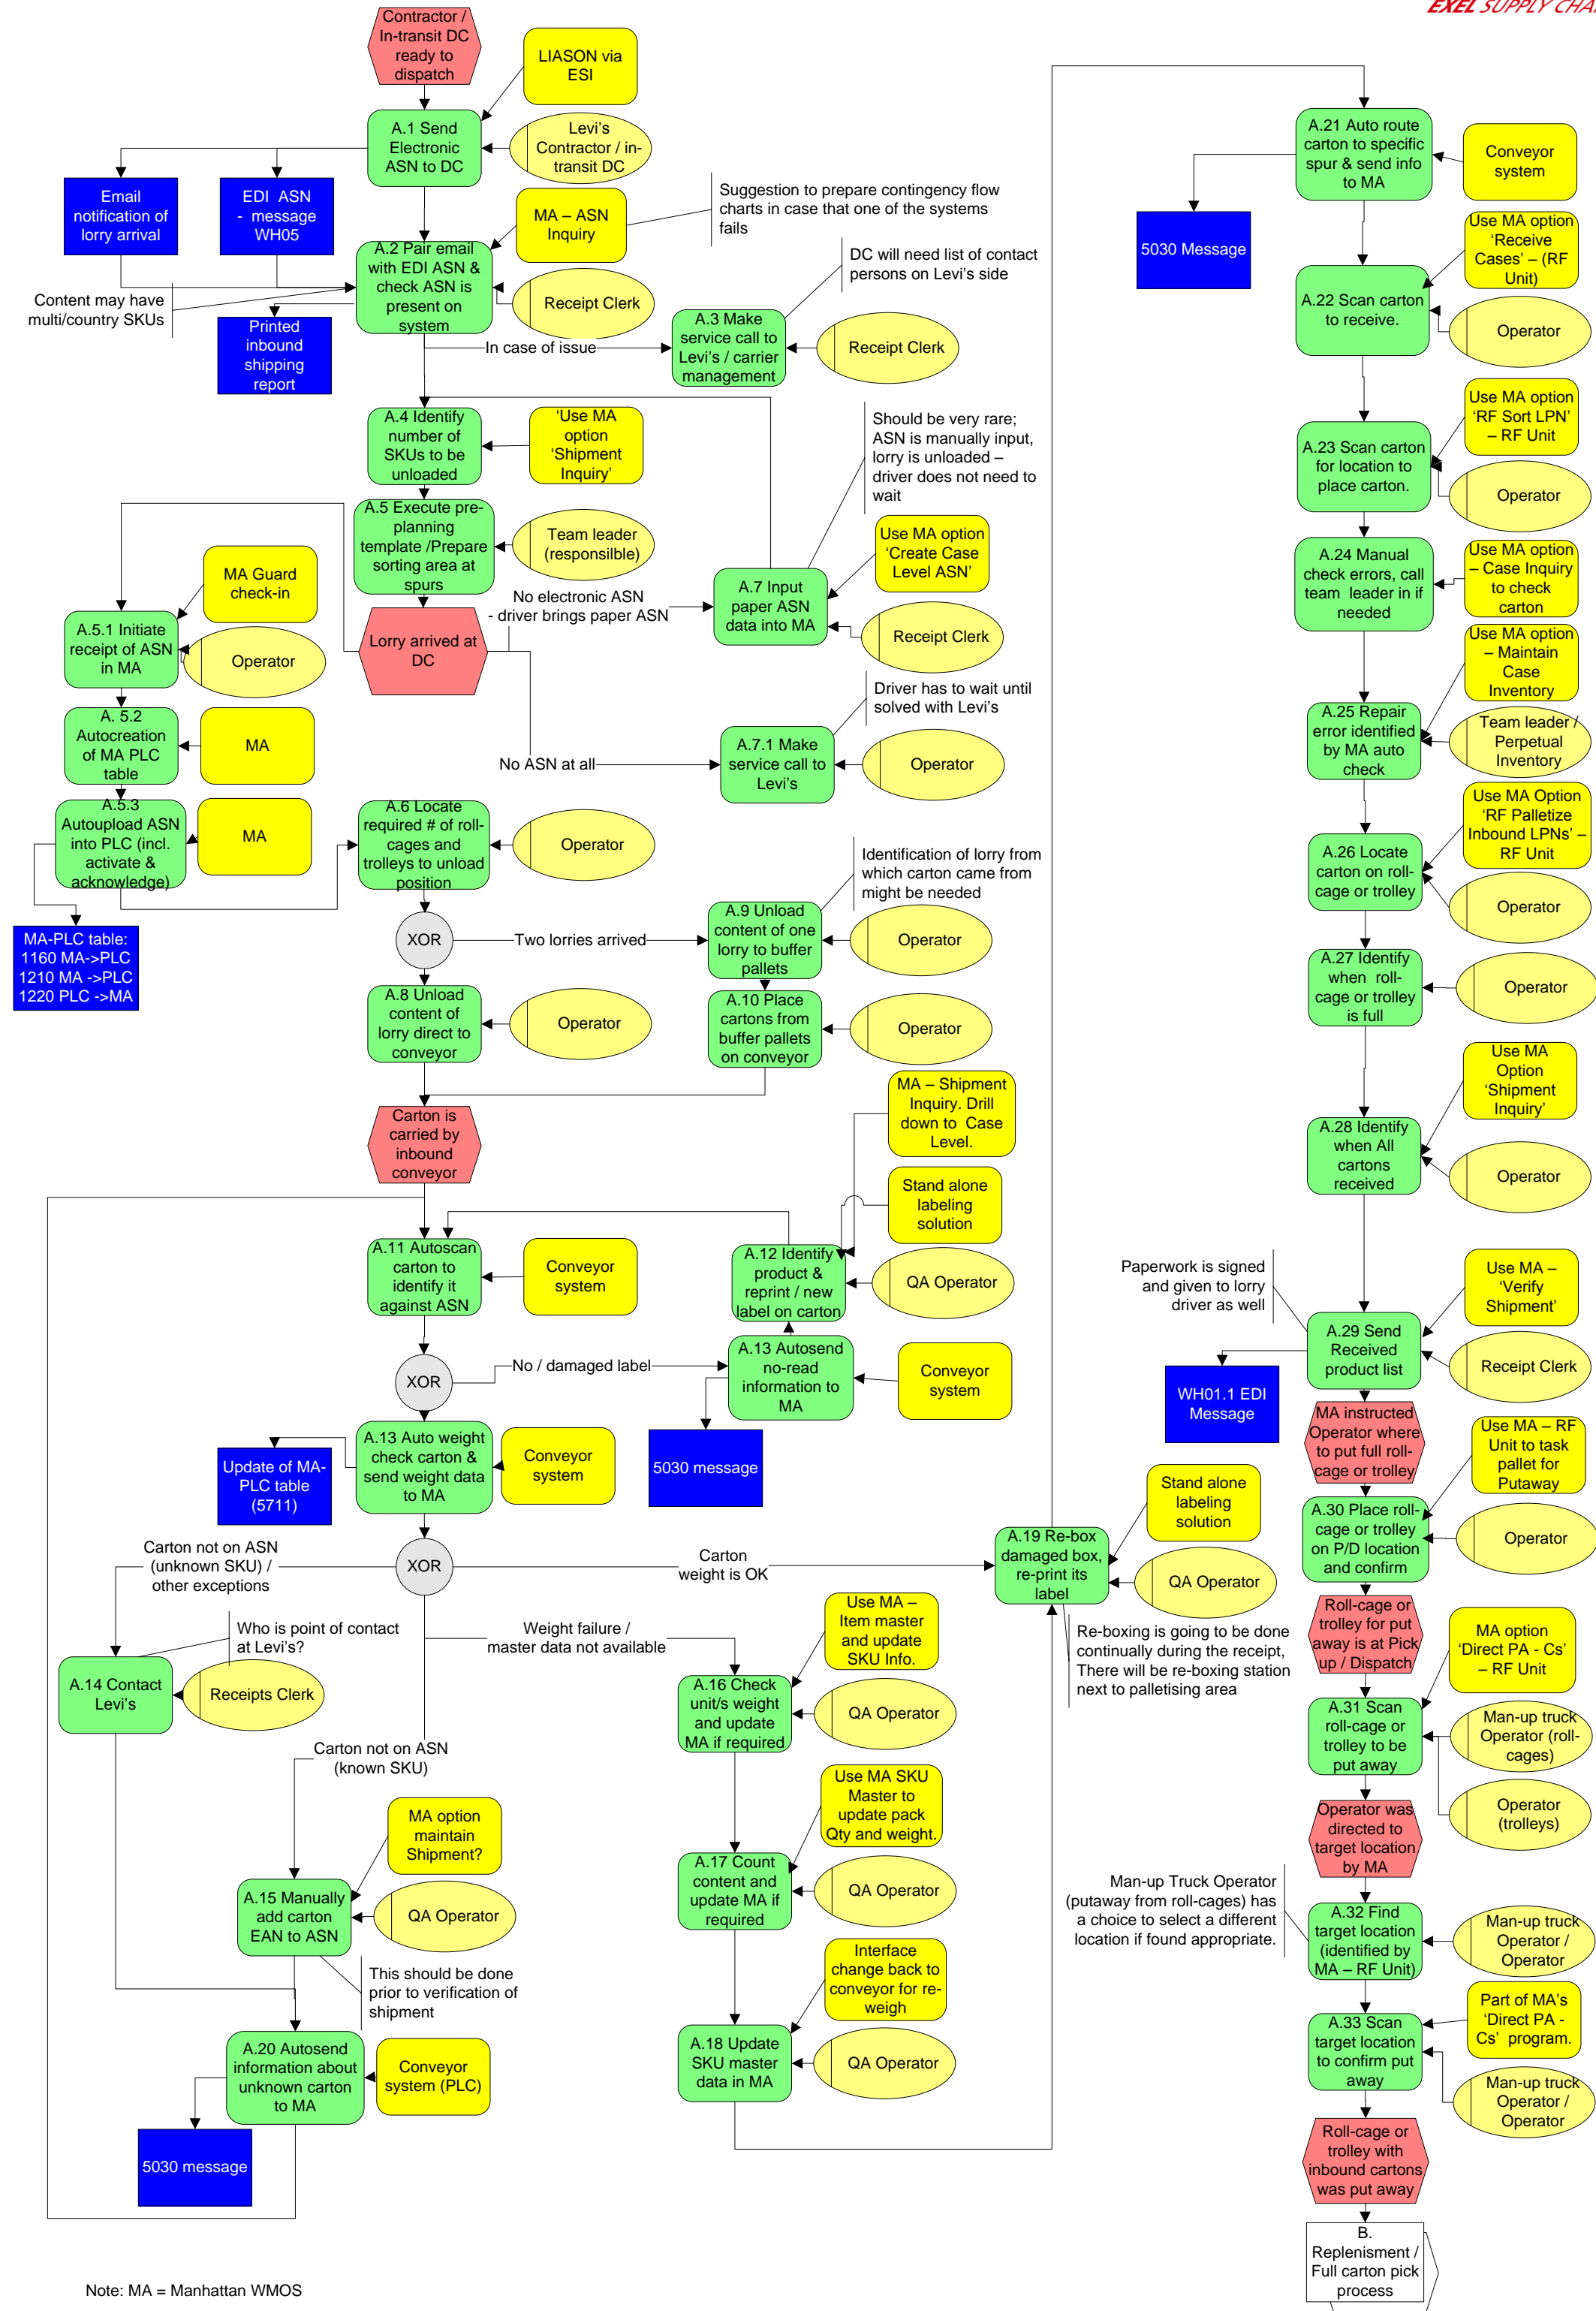 EXEL SUPPLY CHA
Contractor /
In-transit DC
ready to
dispatch
LIASON via
ESI
A.1 Send
Electronic
ASN to DC
Levi's
Contractor / in-
transit DC
Email
notification of
lorry arrival
EDI ASN
- message
WH05
MA – ASN
Inquiry
Suggestion to prepare contingency flow
charts in case that one of the systems
fails
A.2 Pair email
with EDI ASN &
check ASN is
present on
system
Receipt Clerk
Content may have
multi/country SKUs
Printed
inbound
shipping
report
DC will need list of contact
persons on Levi's side
In case of issue
A.3 Make
service call to
Levi's / carrier
management
Receipt Clerk
A.4 Identify
number of
SKUs to be
unloaded
'Use MA
option
'Shipment
Inquiry'
Should be very rare;
ASN is manually input,
lorry is unloaded –
driver does not need to
wait
A.5 Execute pre-
planning
template /Prepare
sorting area at
spurs
Team leader
(responsilble)
Use MA option
'Create Case
Level ASN'
MA Guard
check-in
No electronic ASN
- driver brings paper ASN
A.7 Input
paper ASN
data into MA
Receipt Clerk
A.5.1 Initiate
receipt of ASN
in MA
Operator
Lorry arrived at
DC
Driver has to wait until
solved with Levi's
A. 5.2
Autocreation
of MA PLC
table
MA
No ASN at all
A.7.1 Make
service call to
Levi's
Operator
A.5.3
Autoupload ASN
into PLC (incl.
activate &
acknowledge)
MA
A.6 Locate
required # of roll-
cages and
trolleys to unload
position
Operator
Identification of lorry from
which carton came from
might be needed
MA-PLC table:
1160 MA->PLC
1210 MA ->PLC
1220 PLC ->MA
XOR
Two lorries arrived
A.9 Unload
content of one
lorry to buffer
pallets
Operator
A.8 Unload
content of
lorry direct to
conveyor
Operator
A.10 Place
cartons from
buffer pallets
on conveyor
Operator
Carton is
carried by
inbound
conveyor
MA – Shipment
Inquiry. Drill
down to Case
Level.
Stand alone
labeling
solution
A.11 Autoscan
carton to
identify it
against ASN
Conveyor
system
A.12 Identify
product &
reprint / new
label on carton
QA Operator
XOR
No / damaged label
A.13 Autosend
no-read
information to
MA
Conveyor
system
5030 message
A.13 Auto weight
check carton &
send weight data
to MA
Conveyor
system
Update of MA-
PLC table
(5711)
Carton not on ASN
(unknown SKU) /
other exceptions
XOR
Carton
weight is OK
A.19 Re-box
damaged box,
re-print its
label
Stand alone
labeling
solution
QA Operator
Re-boxing is going to be done
continually during the receipt,
There will be re-boxing station
next to palletising area
Who is point of contact
at Levi's?
A.14 Contact
Levi's
Receipts Clerk
Weight failure /
master data not available
Use MA –
Item master
and update
SKU Info.
A.16 Check
unit/s weight
and update
MA if required
QA Operator
Carton not on ASN
(known SKU)
MA option
maintain
Shipment?
A.15 Manually
add carton
EAN to ASN
QA Operator
This should be done
prior to verification of
shipment
Use MA SKU
Master to
update pack
Qty and weight.
A.17 Count
content and
update MA if
required
QA Operator
Interface
change back to
conveyor for re-
weigh
A.18 Update
SKU master
data in MA
QA Operator
A.20 Autosend
information about
unknown carton
to MA
Conveyor
system (PLC)
5030 message
A.21 Auto route
carton to specific
spur & send info
to MA
Conveyor
system
5030 Message
Use MA option
'Receive
Cases' – (RF
Unit)
A.22 Scan carton
to receive.
Operator
Use MA option
'RF Sort LPN'
– RF Unit
A.23 Scan carton
for location to
place carton.
Operator
A.24 Manual
check errors, call
team leader in if
needed
Use MA option
– Case Inquiry
to check
carton
Use MA option
– Maintain
Case
Inventory
A.25 Repair
error identified
by MA auto
check
Team leader /
Perpetual
Inventory
Use MA Option
'RF Palletize
Inbound LPNs' –
RF Unit
A.26 Locate
carton on roll-
cage or trolley
Operator
A.27 Identify
when roll-
cage or trolley
is full
Operator
Use MA
Option
'Shipment
Inquiry'
A.28 Identify
when All
cartons
received
Operator
Paperwork is signed
and given to lorry
driver as well
Use MA –
'Verify
Shipment'
A.29 Send
Received
product list
Receipt Clerk
WH01.1 EDI
Message
MA instructed
Operator where
to put full roll-
cage or trolley
Use MA – RF
Unit to task
pallet for
Putaway
A.30 Place roll-
cage or trolley
on P/D location
and confirm
Operator
Roll-cage or
trolley for put
away is at Pick
up / Dispatch
MA option
'Direct PA - Cs'
– RF Unit
A.31 Scan
roll-cage or
trolley to be
put away
Man-up truck
Operator (roll-
cages)
Operator
(trolleys)
Operator was
directed to
target location
by MA
Man-up Truck Operator
(putaway from roll-cages) has
a choice to select a different
location if found appropriate.
A.32 Find
target location
(identified by
MA – RF Unit)
Man-up truck
Operator /
Operator
Part of MA's
'Direct PA -
Cs' program.
A.33 Scan
target location
to confirm put
away
Man-up truck
Operator /
Operator
Roll-cage or
trolley with
inbound cartons
was put away
B.
Replenisment /
Full carton pick
process
Note: MA = Manhattan WMOS